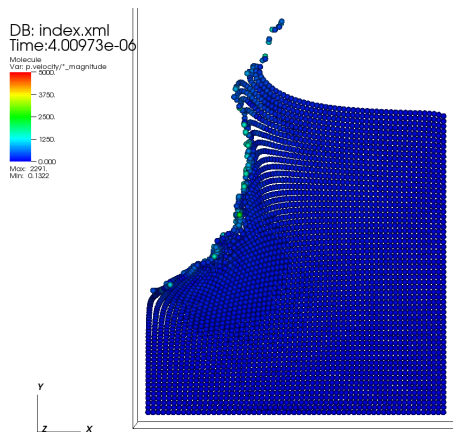 DB: index.xml
Time:4.00973e-06
Molecule
Var: p.velocity/*_magnitude
5000.
3750.
2500.
1250.
0.000
Max: 2291.
Min: 0.1322
Y
Z
X